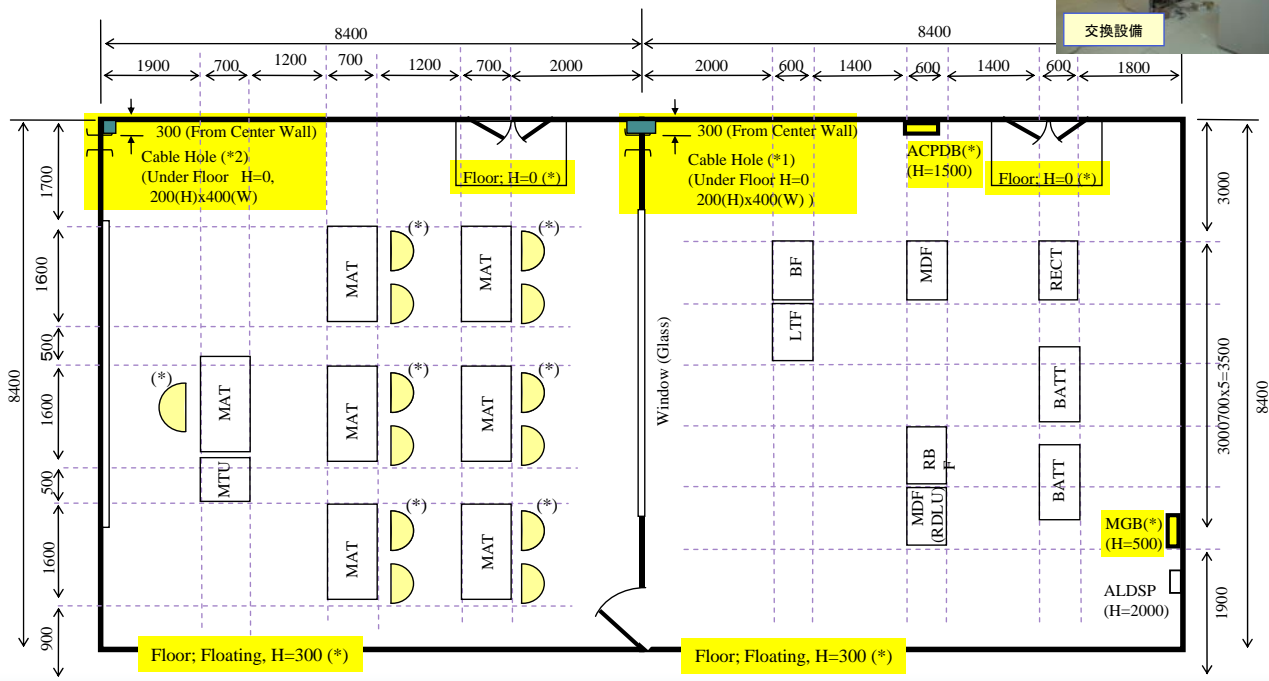 交換設備
8400
8400
1900
700
1200
700
1200
700
2000
2000
600
1400
600
1400
600
1800
300 (From Center Wall)
Cable Hole (*2)
(Under Floor   H=0,
200(H)x400(W)
Floor; H=0 (*)
300 (From Center Wall)
Cable Hole (*1)
(Under Floor H=0
200(H)x400(W) )
ACPDB(*)
(H=1500)
Floor; H=0 (*)
8400
1700
1600
500
1600
500
1600
900
MAT
(*)
MAT
(*)
(*)
MAT
MTU
MAT
(*)
MAT
(*)
MAT
(*)
MAT
(*)
Window (Glass)
BF
LTF
MDF
RECT
BATT
RB
F
BATT
MDF
(RDLU)
MGB(*)
(H=500)
ALDSP
(H=2000)
3000
3000700x5=3500
1900
8400
Floor; Floating, H=300 (*)
Floor; Floating, H=300 (*)